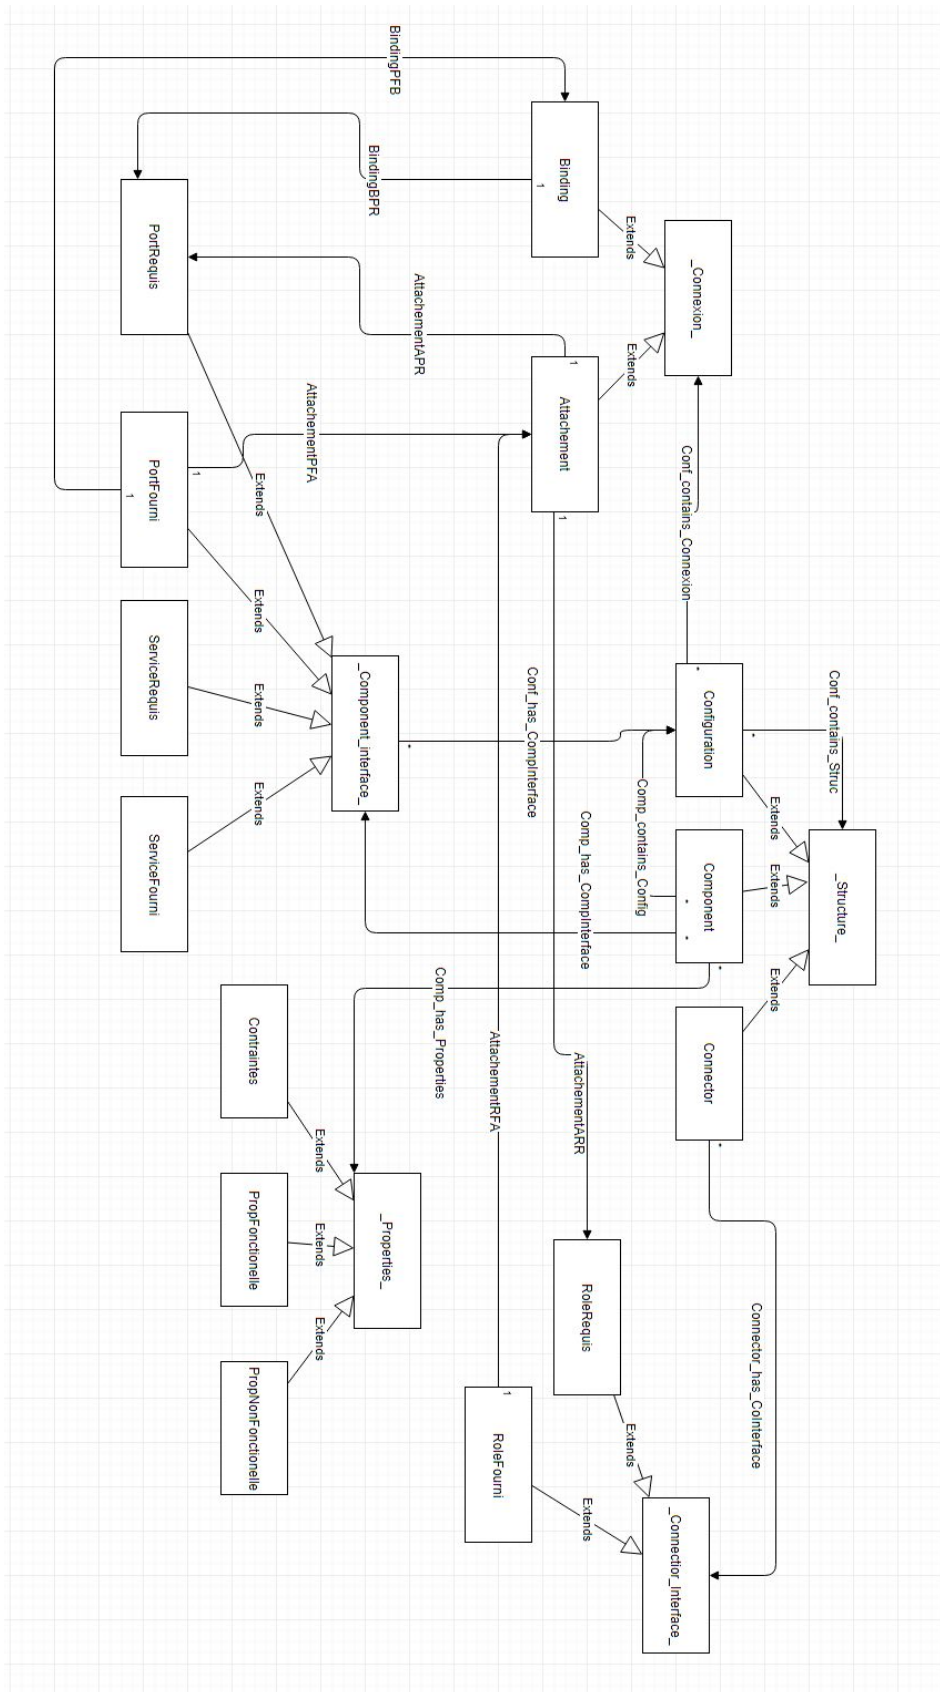 _Structure_
Conf_contains_Struc
Extends
Extends
Extends
Connector_has_CoInterface
*
*
*
_Connexion_
Configuration
Component
Connector
*
Conf_contains_Connexion
*
*
_Connectior_Interface_
Comp_contains_Config
Extends
Extends
Extends
Extends
RoleRequis
Comp_has_CompInterface
AttachementARR
1
Binding
Attachement
1
1
Conf_has_CompInterface
1
RoleFourni
AttachementRFA
Comp_has_Properties
AttachementAPR
*
BindingPFB
_Properties_
BindingBPR
_Component_interface_
Extends
Extends
Extends
AttachementPFA
Extends
Extends
Extends
Extends
Contraintes
PropFonctionelle
PropNonFonctionelle
1
PortRequis
PortFourni
ServiceRequis
ServiceFourni
1